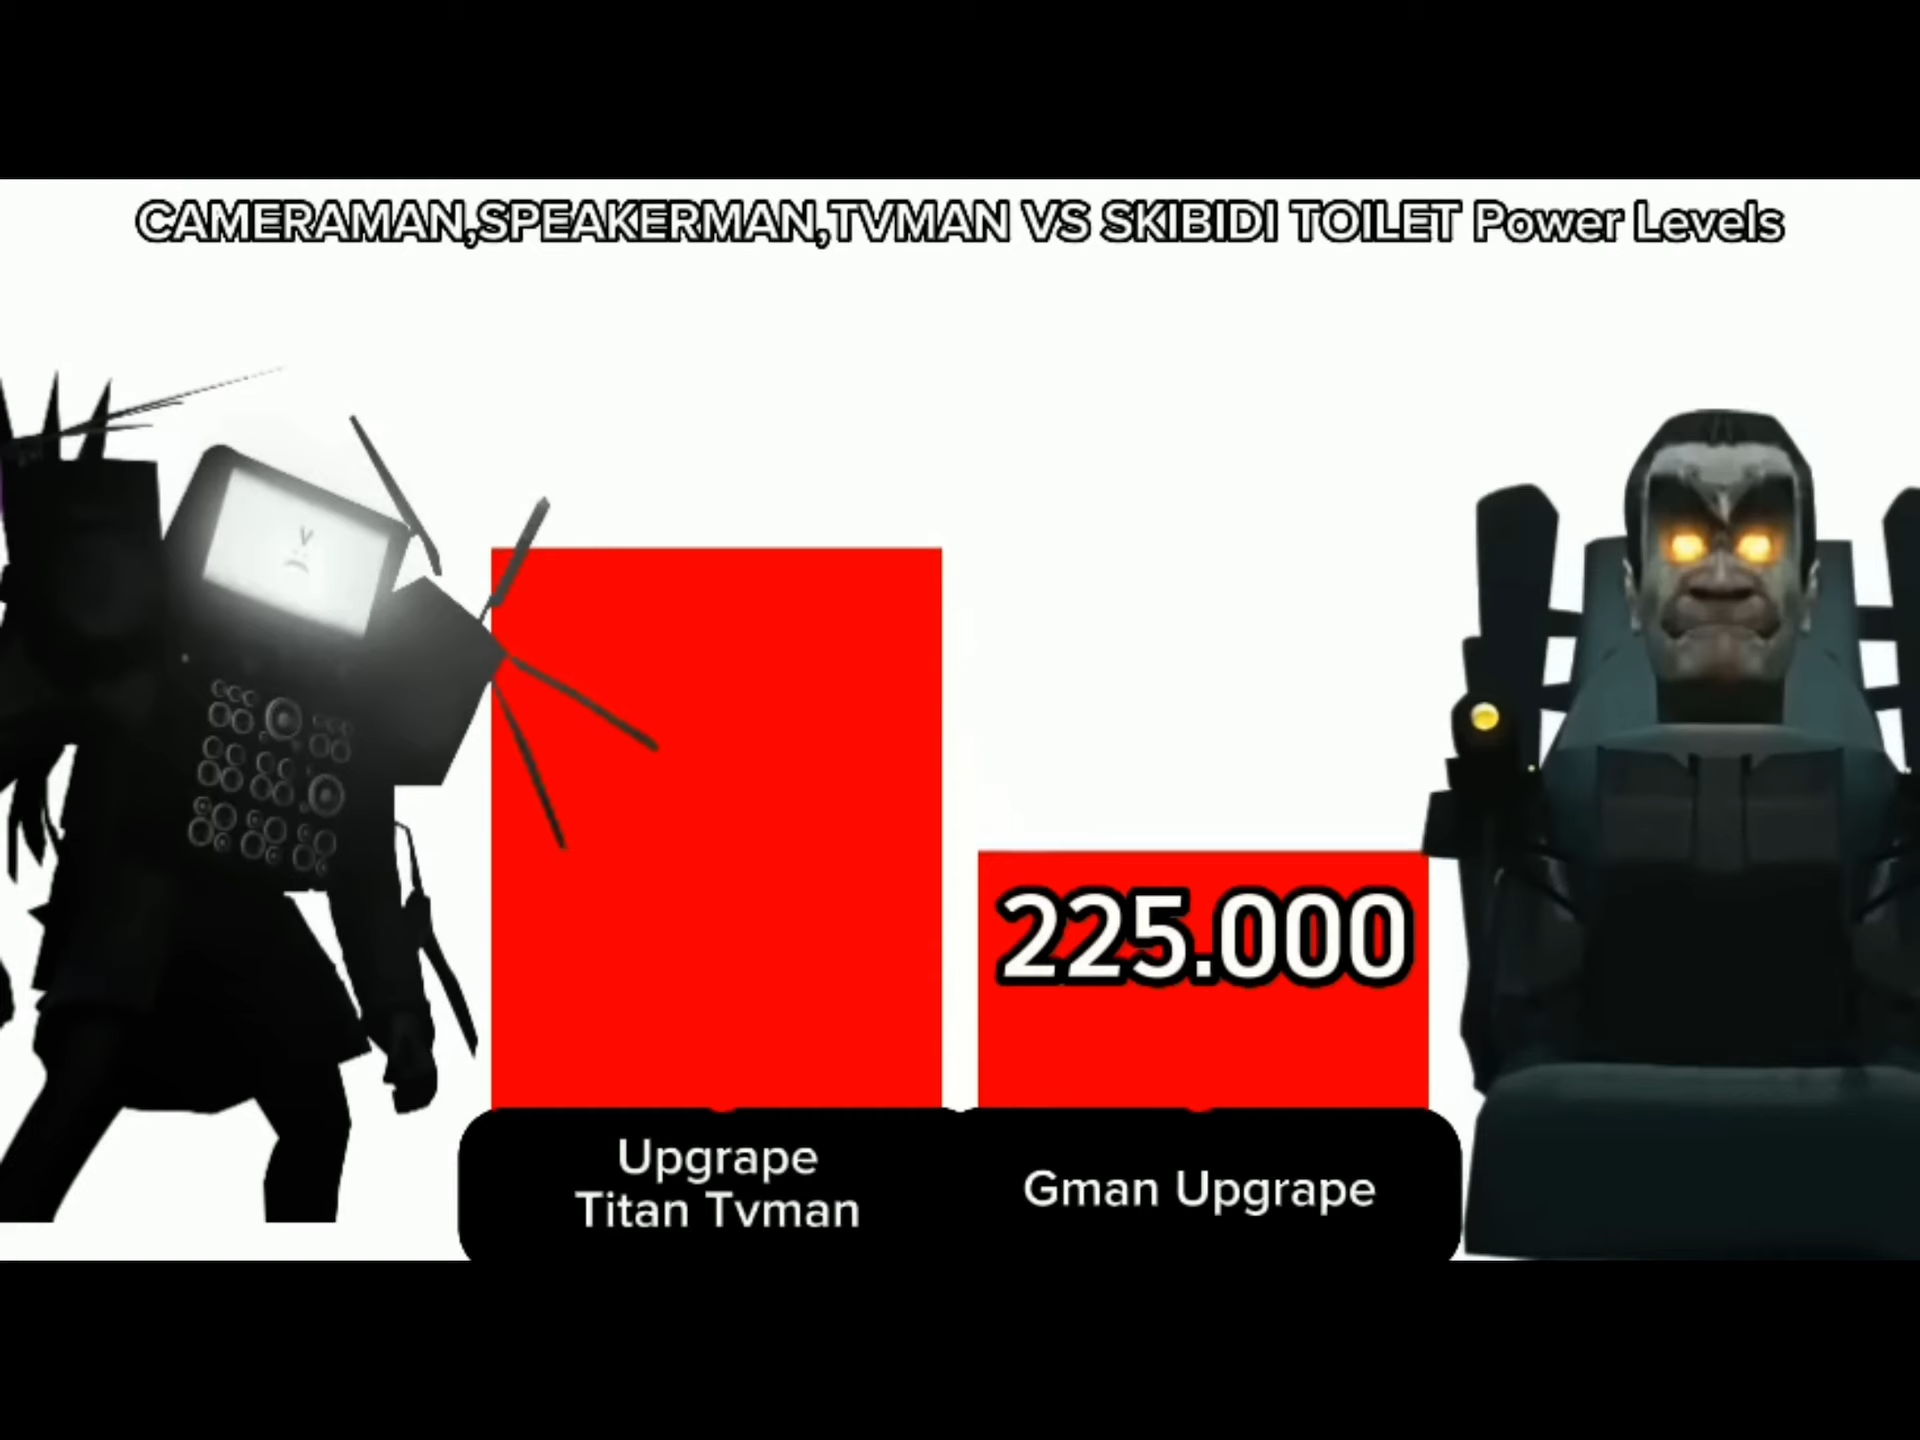 CAMERAMAN,SPEAKERMAN,TVMAN VS SKIBIDI TOILET Power Levels
225.000
Upgrape
Titan Tvman
Gman Upgrape